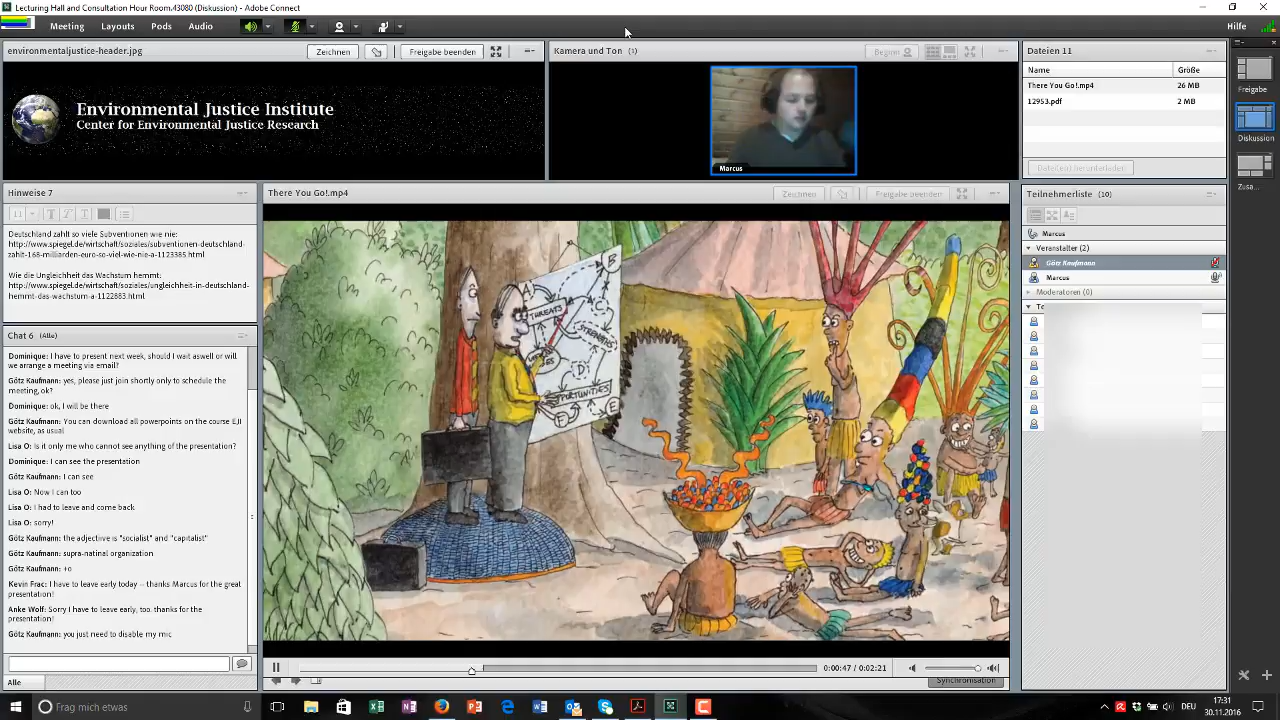 Lecturing Hall and Consultation Hour Room.43080 (Diskussion) - Adobe Connect
Meeting Layouts Pods Audio Hilfe
environmentaljustice-header.jpg Zeichnen Freigabe beenden
Environmental Justice Institute
Center for Environmental Justice Research
Kamera und Ton (1)
Marcus
Dateien 11
Name Größe
There You Go!.mp4 26 MB
12953.pdf 2 MB
Datei(en) herunterladen
Freigabe
Diskussion
Zusa...
Hinweise 7
Deutschland zahlt so viele Subventionen wie nie:
http://www.spiegel.de/wirtschaft/soziales/subventionen-deutschland-
zahlt-168-milliarden-euro-so-viel-wie-nie-a-1123385.html
Wie die Ungleichheit das Wachstum hemmt:
http://www.spiegel.de/wirtschaft/soziales/ungleichheit-in-deutschland-
hemmt-das-wachstum-a-1122883.html
Chat 6 (Alle)
Dominique: I have to present next week, should I wait aswell or will
we arrange a meeting via email?
Götz Kaufmann: yes, please just join shortly only to schedule the
meeting, ok?
Dominique: ok, I will be there
Götz Kaufmann: You can download all powerpoints on the course EJI
website, as usual
Lisa O: Is it only me who cannot see anything of the presentation?
Dominique: I can see the presentation
Götz Kaufmann: I can see
Lisa O: Now I can too
Lisa O: I had to leave and come back
Lisa O: sorry!
Götz Kaufmann: the adjective is "socialist" and "capitalist"
Götz Kaufmann: supra-natinal organization
Götz Kaufmann: +o
Kevin Frac: I have to leave early today -- thanks Marcus for the great
presentation!
Anke Wolf: Sorry I have to leave early, too. thanks for the
presentation!
Götz Kaufmann: you just need to disable my mic
Alle
There You Go!.mp4 Zeichnen Freigabe beenden
A
B
THREATS
STRENGTHS
D
E
F
0:00:47 / 0:02:21
Synchronisation
Teilnehmerliste (10)
Marcus
Veranstalter (2)
Götz Kaufmann
Marcus
Moderatoren (0)
Frag mich etwas
DEU
17:31
30.11.2016